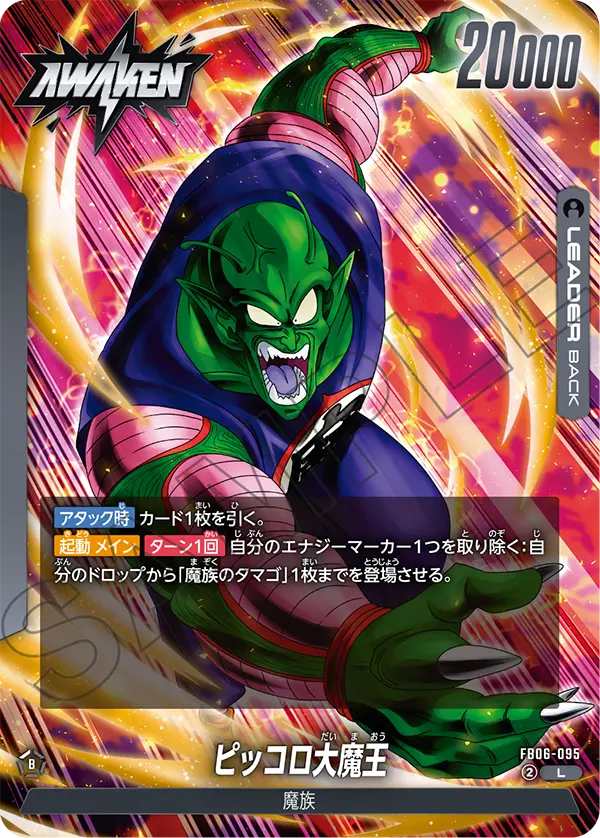 AWAKEN
20000
LEADER BACK
アタック時 カード1枚を引く。
起動メイン ターン1回 自分のエナジーマーカー1つを取り除く:自
分のドロップから「魔族のタマゴ」1枚までを登場させる。
SAMPLE
ピッコロ大魔王
FB06-095
B
② L
魔族